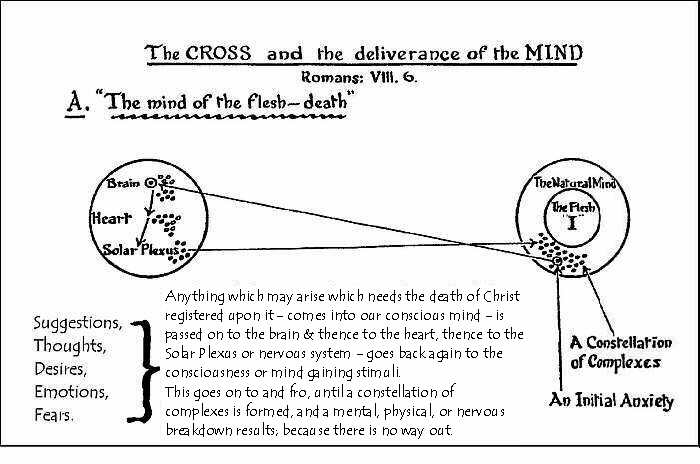 The CROSS and the deliverance of the MIND
Romans: VIII. 6.
A. "The mind of the flesh—death"
Brain
Heart
Solar Plexus
The Natural Mind
The Flesh
"I"
Anything which may arise which needs the death of Christ
registered upon it – comes into our conscious mind – is
passed on to the brain & thence to the heart, thence to the
Solar Plexus or nervous system – goes back again to the
consciousness or mind gaining stimuli.
This goes on to and fro, until a constellation of
complexes is formed, and a mental, physical, or nervous
breakdown results; because there is no way out.
Suggestions,
Thoughts,
Desires,
Emotions,
Fears.
A Constellation
of Complexes
An Initial Anxiety